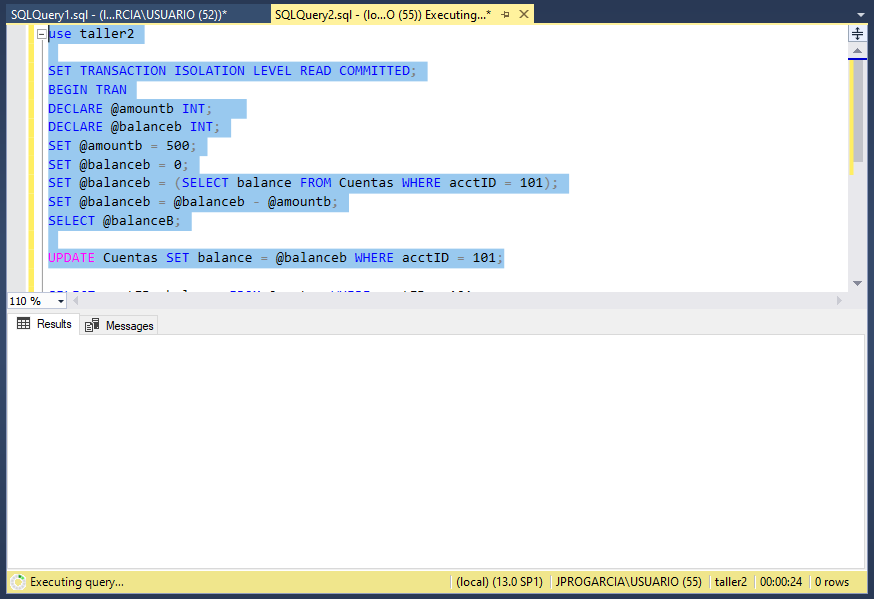 SQLQuery1.sql - (l...RCIA\USUARIO (52))*
SQLQuery2.sql - (lo...O (55)) Executing...*
use taller2
SET TRANSACTION ISOLATION LEVEL READ COMMITTED;
BEGIN TRAN
DECLARE @amountb INT;
DECLARE @balanceb INT;
SET @amountb = 500;
SET @balanceb = 0;
SET @balanceb = (SELECT balance FROM Cuentas WHERE acctID = 101);
SET @balanceb = @balanceb - @amountb;
SELECT @balanceB;
UPDATE Cuentas SET balance = @balanceb WHERE acctID = 101;
110 %
Results
Messages
Executing query...
(local) (13.0 SP1)
JPROGARCIA\USUARIO (55)
taller2
00:00:24
0 rows